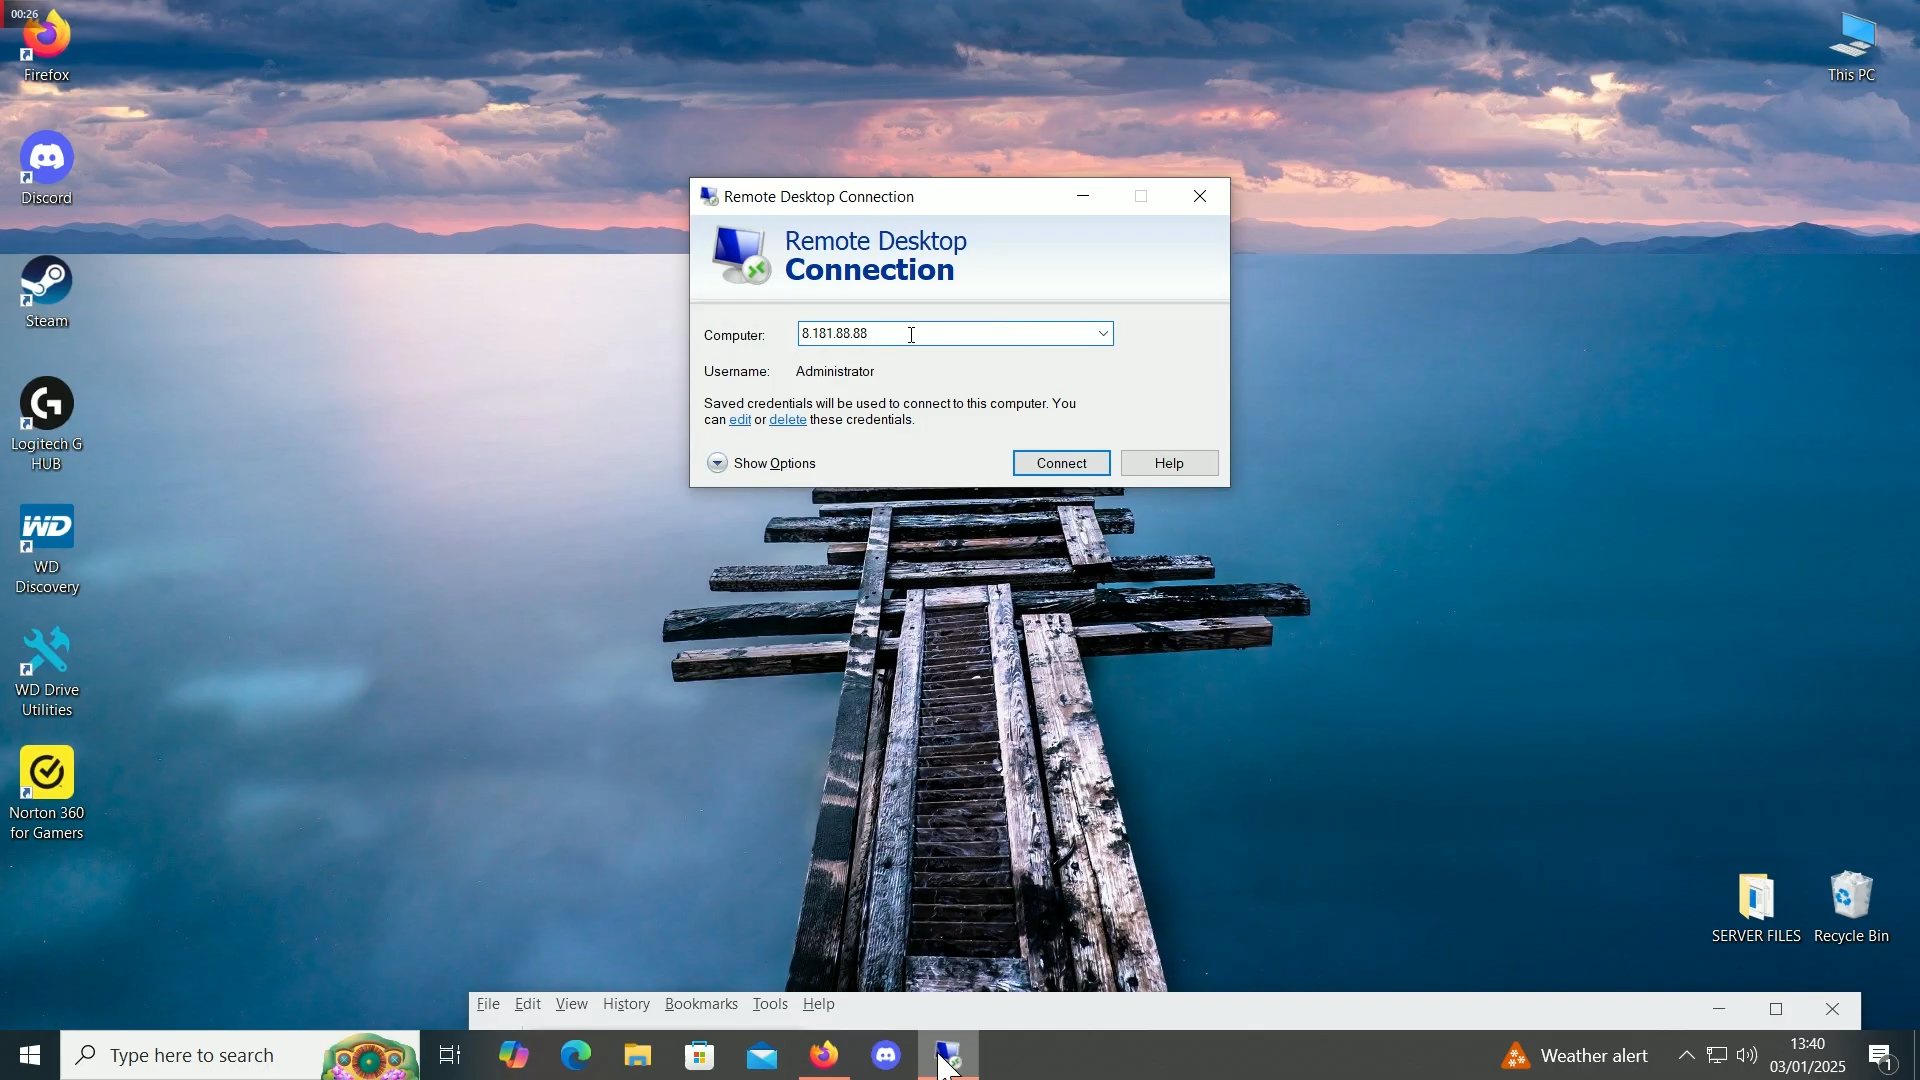 00:26
Firefox
Discord
Steam
Logitech G
HUB
WD
WD
Discovery
WD Drive
Utilities
Norton 360
for Gamers
This PC
Remote Desktop Connection
Remote Desktop
Connection
Computer: 8.181.88.88
Username: Administrator
Saved credentials will be used to connect to this computer. You
can edit or delete these credentials.
Show Options
Connect
Help
SERVER FILES
Recycle Bin
File Edit View History Bookmarks Tools Help
Type here to search
Weather alert
13:40
03/01/2025
1